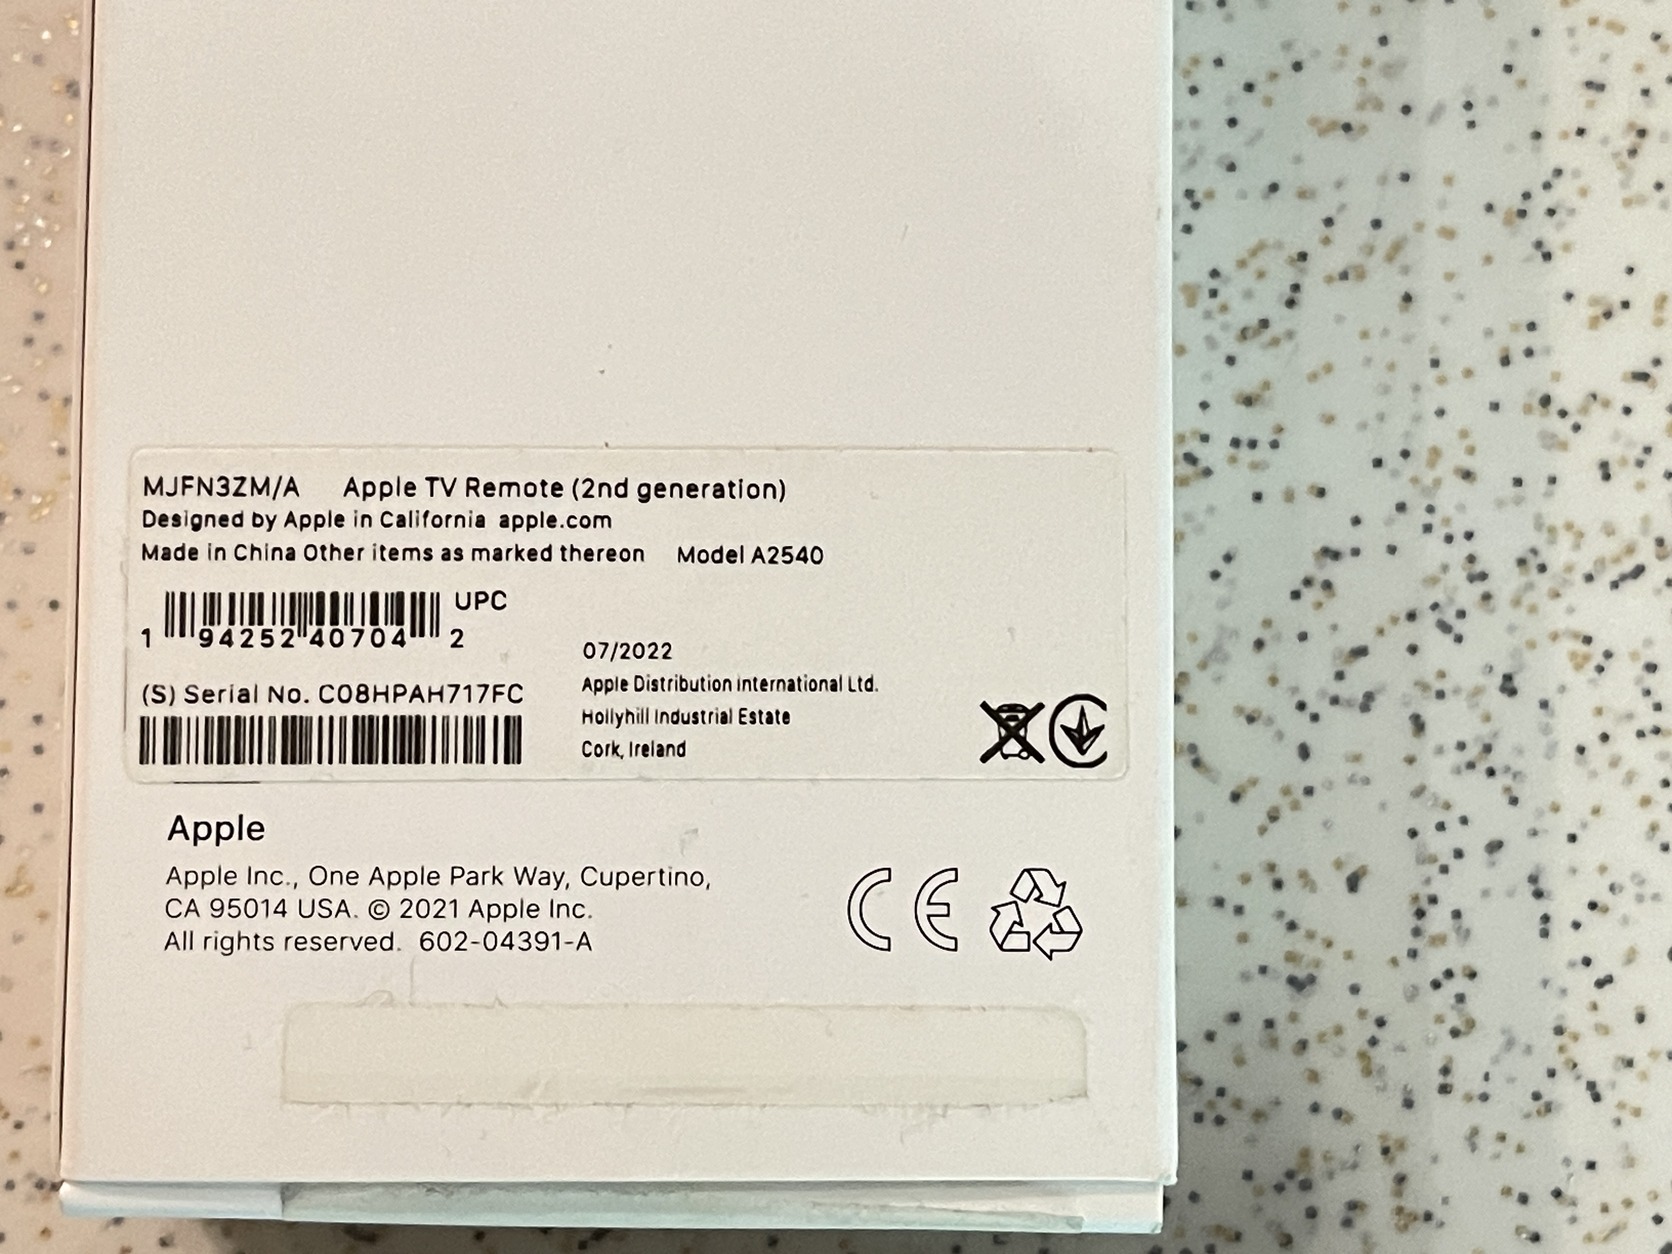 MJFN3ZM/A Apple TV Remote (2nd generation)
Designed by Apple in California apple.com
Made in China Other items as marked thereon Model A2540
UPC
1 94252 40704 2
(S) Serial No. C08HPAH717FC
07/2022
Apple Distribution International Ltd.
Hollyhill Industrial Estate
Cork, Ireland
Apple
Apple Inc., One Apple Park Way, Cupertino,
CA 95014 USA. © 2021 Apple Inc.
All rights reserved. 602-04391-A
CE